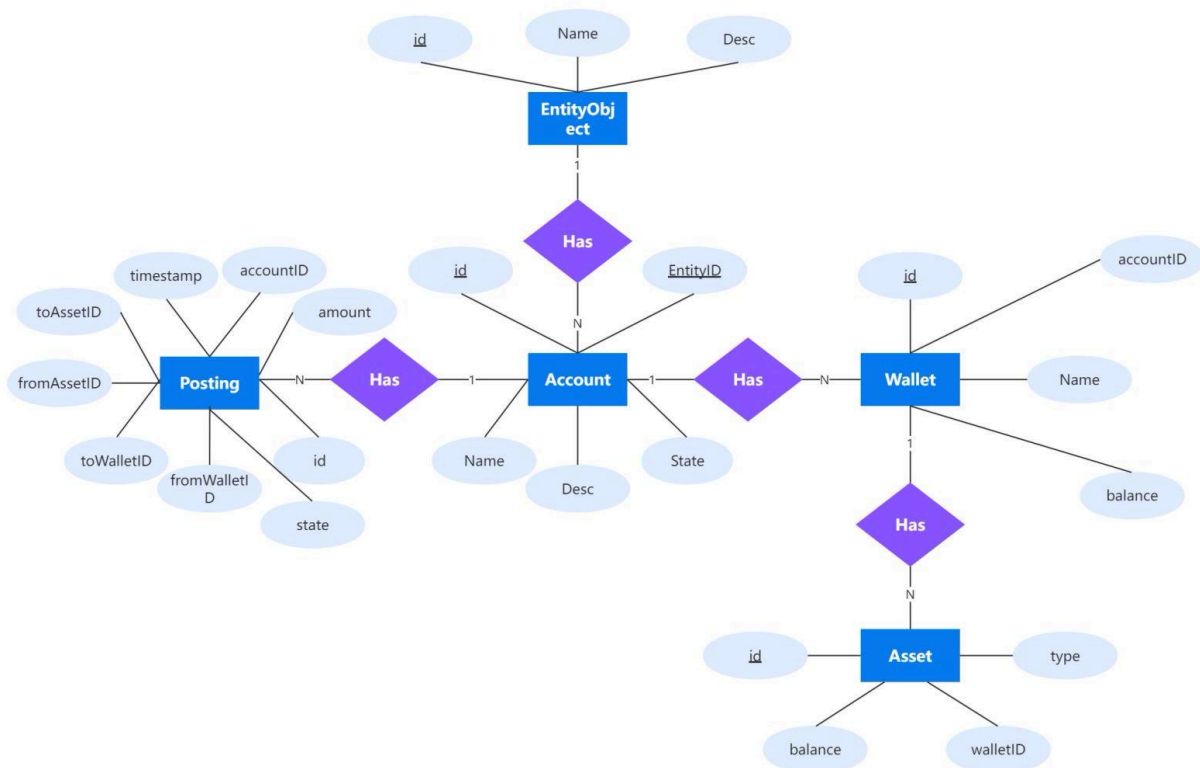 id
Name
Desc
EntityObj
ect
1
Has
N
timestamp
accountID
toAssetID
amount
fromAssetID
Posting
toWalletID
fromWalletI
D
id
state
N
Has
1
id
EntityID
Account
Name
Desc
State
1
Has
N
id
accountID
Wallet
Name
balance
1
Has
N
id
Asset
type
balance
walletID